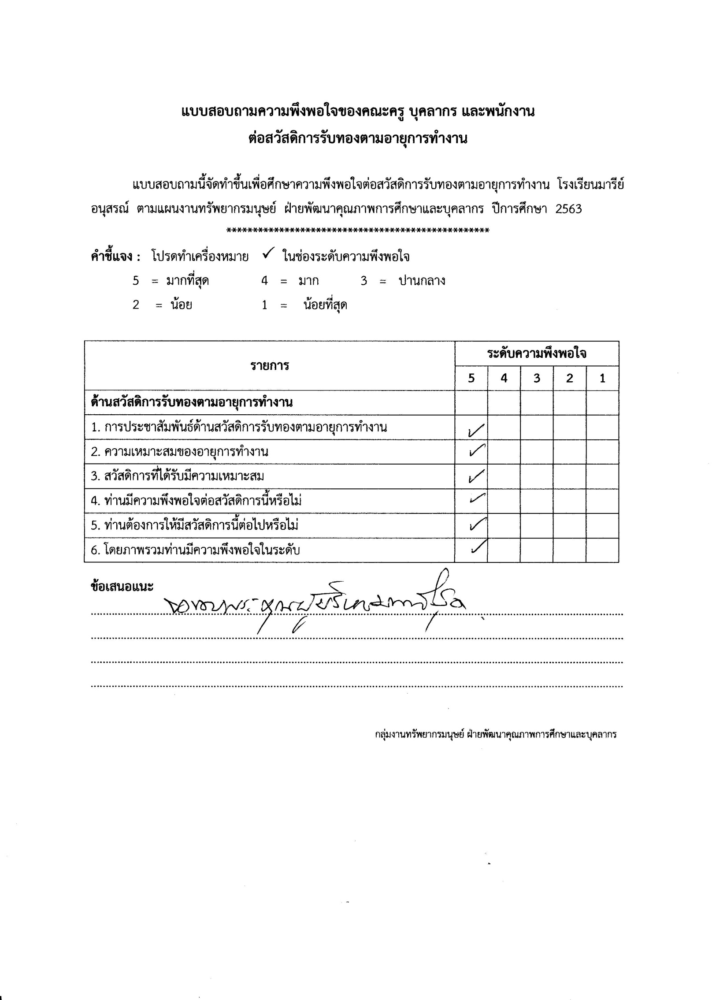 แบบสอบถามความพึงพอใจของคณะครู บุคลากร และพนักงาน
ต่อสวัสดิการรับทองตามอายุการทำงาน
แบบสอบถามนี้จัดทำขึ้นเพื่อศึกษาความพึงพอใจต่อสวัสดิการรับทองตามอายุการทำงาน โรงเรียนมารีย์
อนุสรณ์ ตามแผนงานทรัพยากรมนุษย์ ฝ่ายพัฒนาคุณภาพการศึกษาและบุคลากร ปีการศึกษา 2563
**************************************************
คำชี้แจง : โปรดทำเครื่องหมาย ✓ ในช่องระดับความพึงพอใจ
5 = มากที่สุด 4 = มาก 3 = ปานกลาง
2 = น้อย 1 = น้อยที่สุด
รายการ ระดับความพึงพอใจ
5 4 3 2 1
ด้านสวัสดิการรับทองตามอายุการทำงาน
1. การประชาสัมพันธ์ด้านสวัสดิการรับทองตามอายุการทำงาน ✓
2. ความเหมาะสมของอายุการทำงาน ✓
3. สวัสดิการที่ได้รับมีความเหมาะสม ✓
4. ท่านมีความพึงพอใจต่อสวัสดิการนี้หรือไม่ ✓
5. ท่านต้องการให้มีสวัสดิการนี้ต่อไปหรือไม่ ✓
6. โดยภาพรวมท่านมีความพึงพอใจในระดับ ✓
ข้อเสนอแนะ
ขอขอบพระคุณผู้บริหาร
กลุ่มงานทรัพยากรมนุษย์ ฝ่ายพัฒนาคุณภาพการศึกษาและบุคลากร